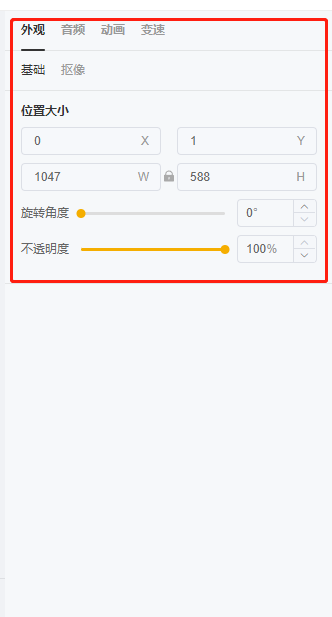 外观 音频 动画 变速
基础 抠像
位置大小
0 X 1 Y
1047 W 588 H
旋转角度 0°
不透明度 100%